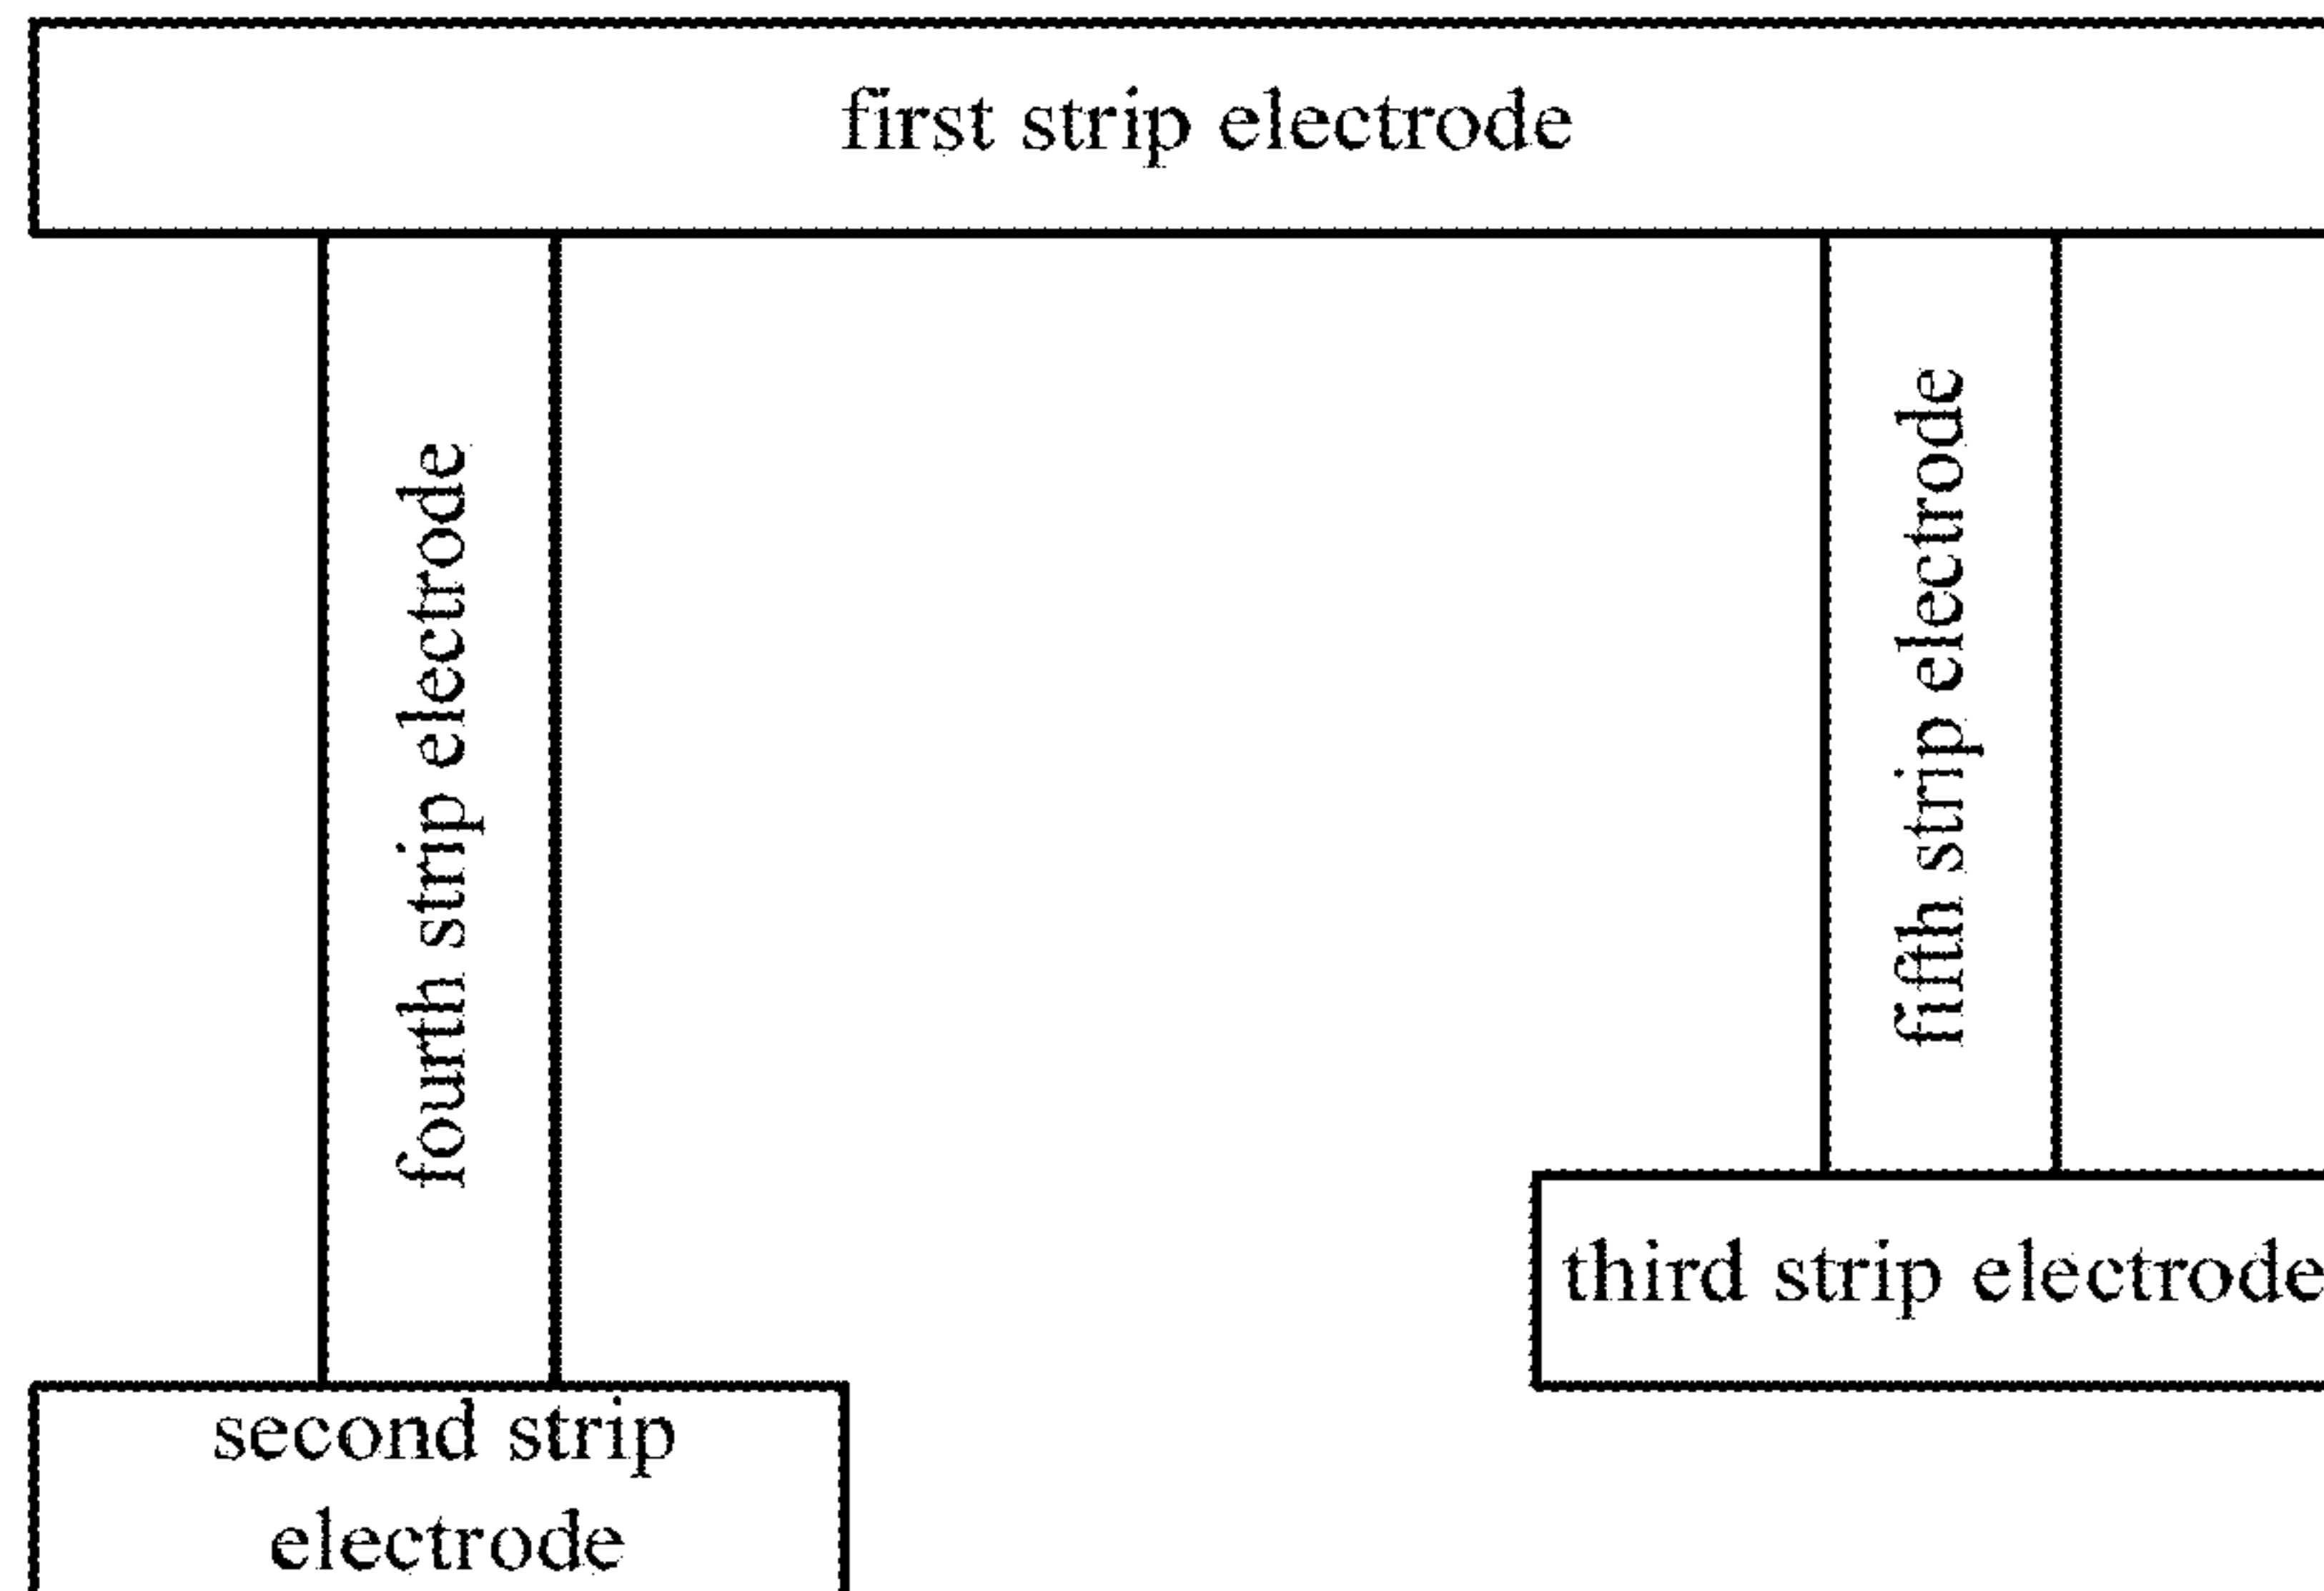 first strip electrode
fourth strip electrode
fifth strip electrode
third strip electrode
second strip
electrode